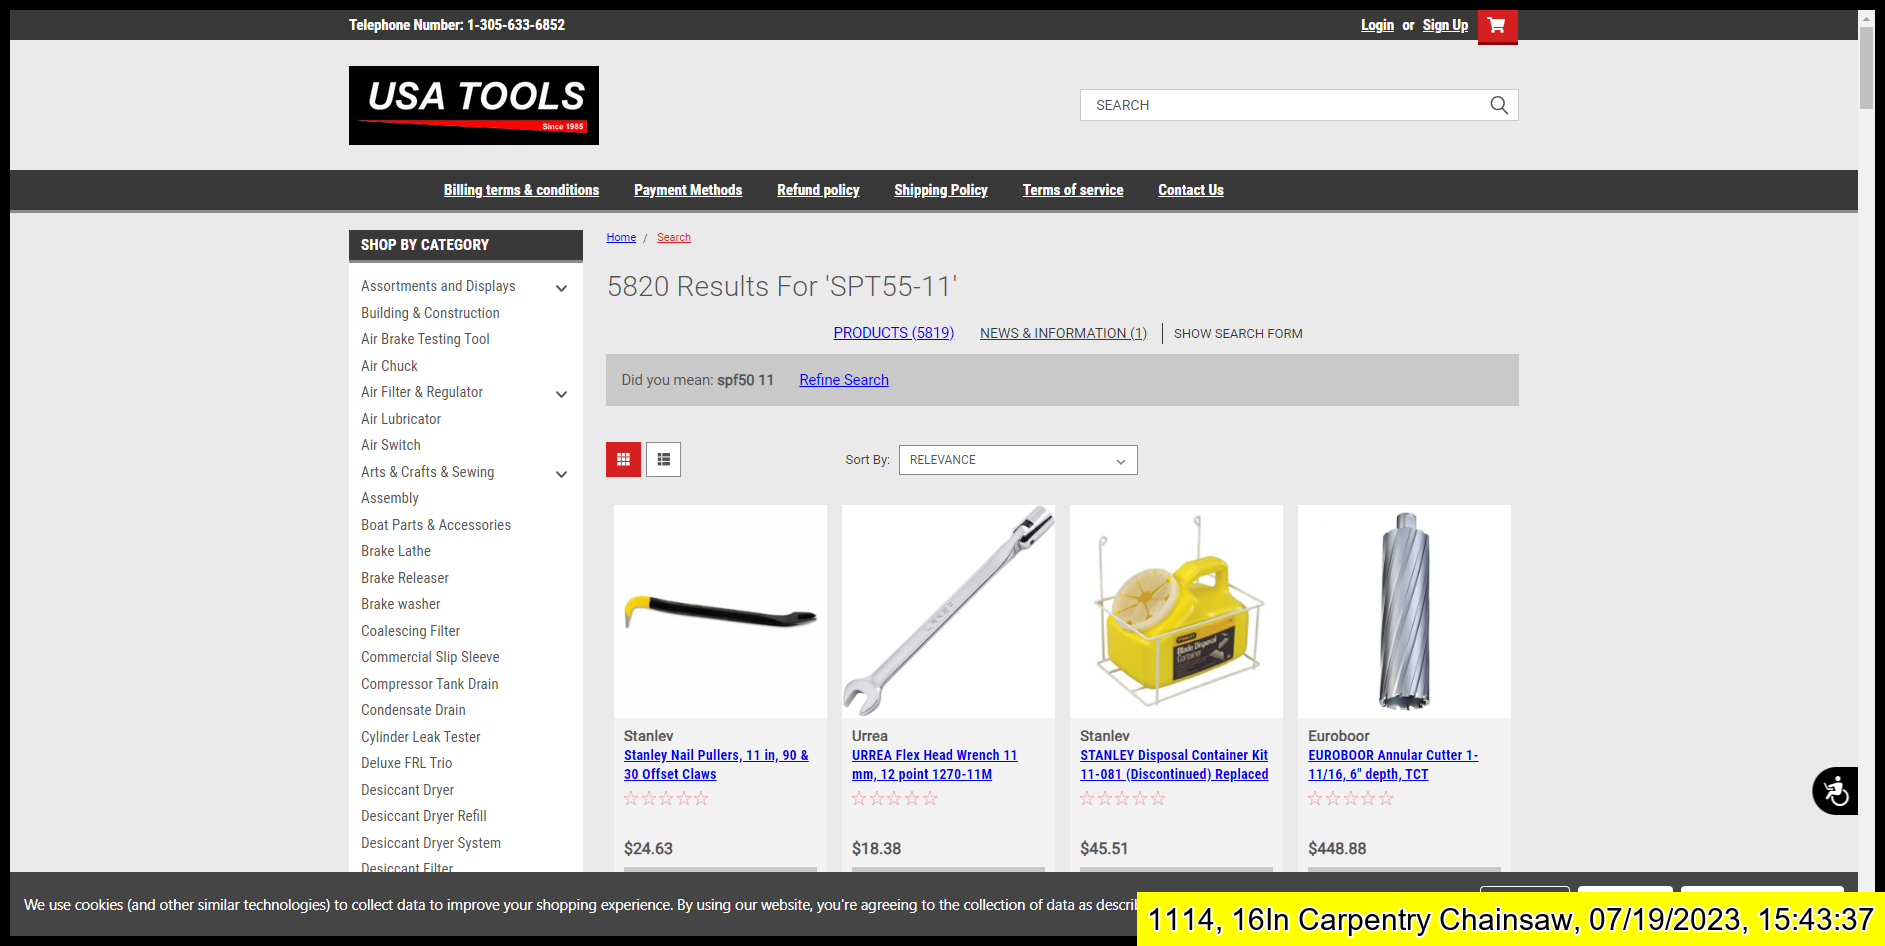 Telephone Number: 1-305-633-6852
Login or Sign Up
USA TOOLS
Since 1985
SEARCH
Billing terms & conditions Payment Methods Refund policy Shipping Policy Terms of service Contact Us
SHOP BY CATEGORY
Assortments and Displays
Building & Construction
Air Brake Testing Tool
Air Chuck
Air Filter & Regulator
Air Lubricator
Air Switch
Arts & Crafts & Sewing
Assembly
Boat Parts & Accessories
Brake Lathe
Brake Releaser
Brake washer
Coalescing Filter
Commercial Slip Sleeve
Compressor Tank Drain
Condensate Drain
Cylinder Leak Tester
Deluxe FRL Trio
Desiccant Dryer
Desiccant Dryer Refill
Desiccant Dryer System
Desiccant Filter
Home / Search
5820 Results For 'SPT55-11'
PRODUCTS (5819) NEWS & INFORMATION (1) SHOW SEARCH FORM
Did you mean: spf50 11 Refine Search
Sort By: RELEVANCE
Stanley
Stanley Nail Pullers, 11 in, 90 &
30 Offset Claws
$24.63
Urrea
URREA Flex Head Wrench 11
mm, 12 point 1270-11M
$18.38
STANLEY
Blade Disposal
Container
Stanley
STANLEY Disposal Container Kit
11-081 (Discontinued) Replaced
$45.51
Euroboor
EUROBOOR Annular Cutter 1-
11/16, 6" depth, TCT
$448.88
We use cookies (and other similar technologies) to collect data to improve your shopping experience. By using our website, you're agreeing to the collection of data as describ
1114, 16In Carpentry Chainsaw, 07/19/2023, 15:43:37